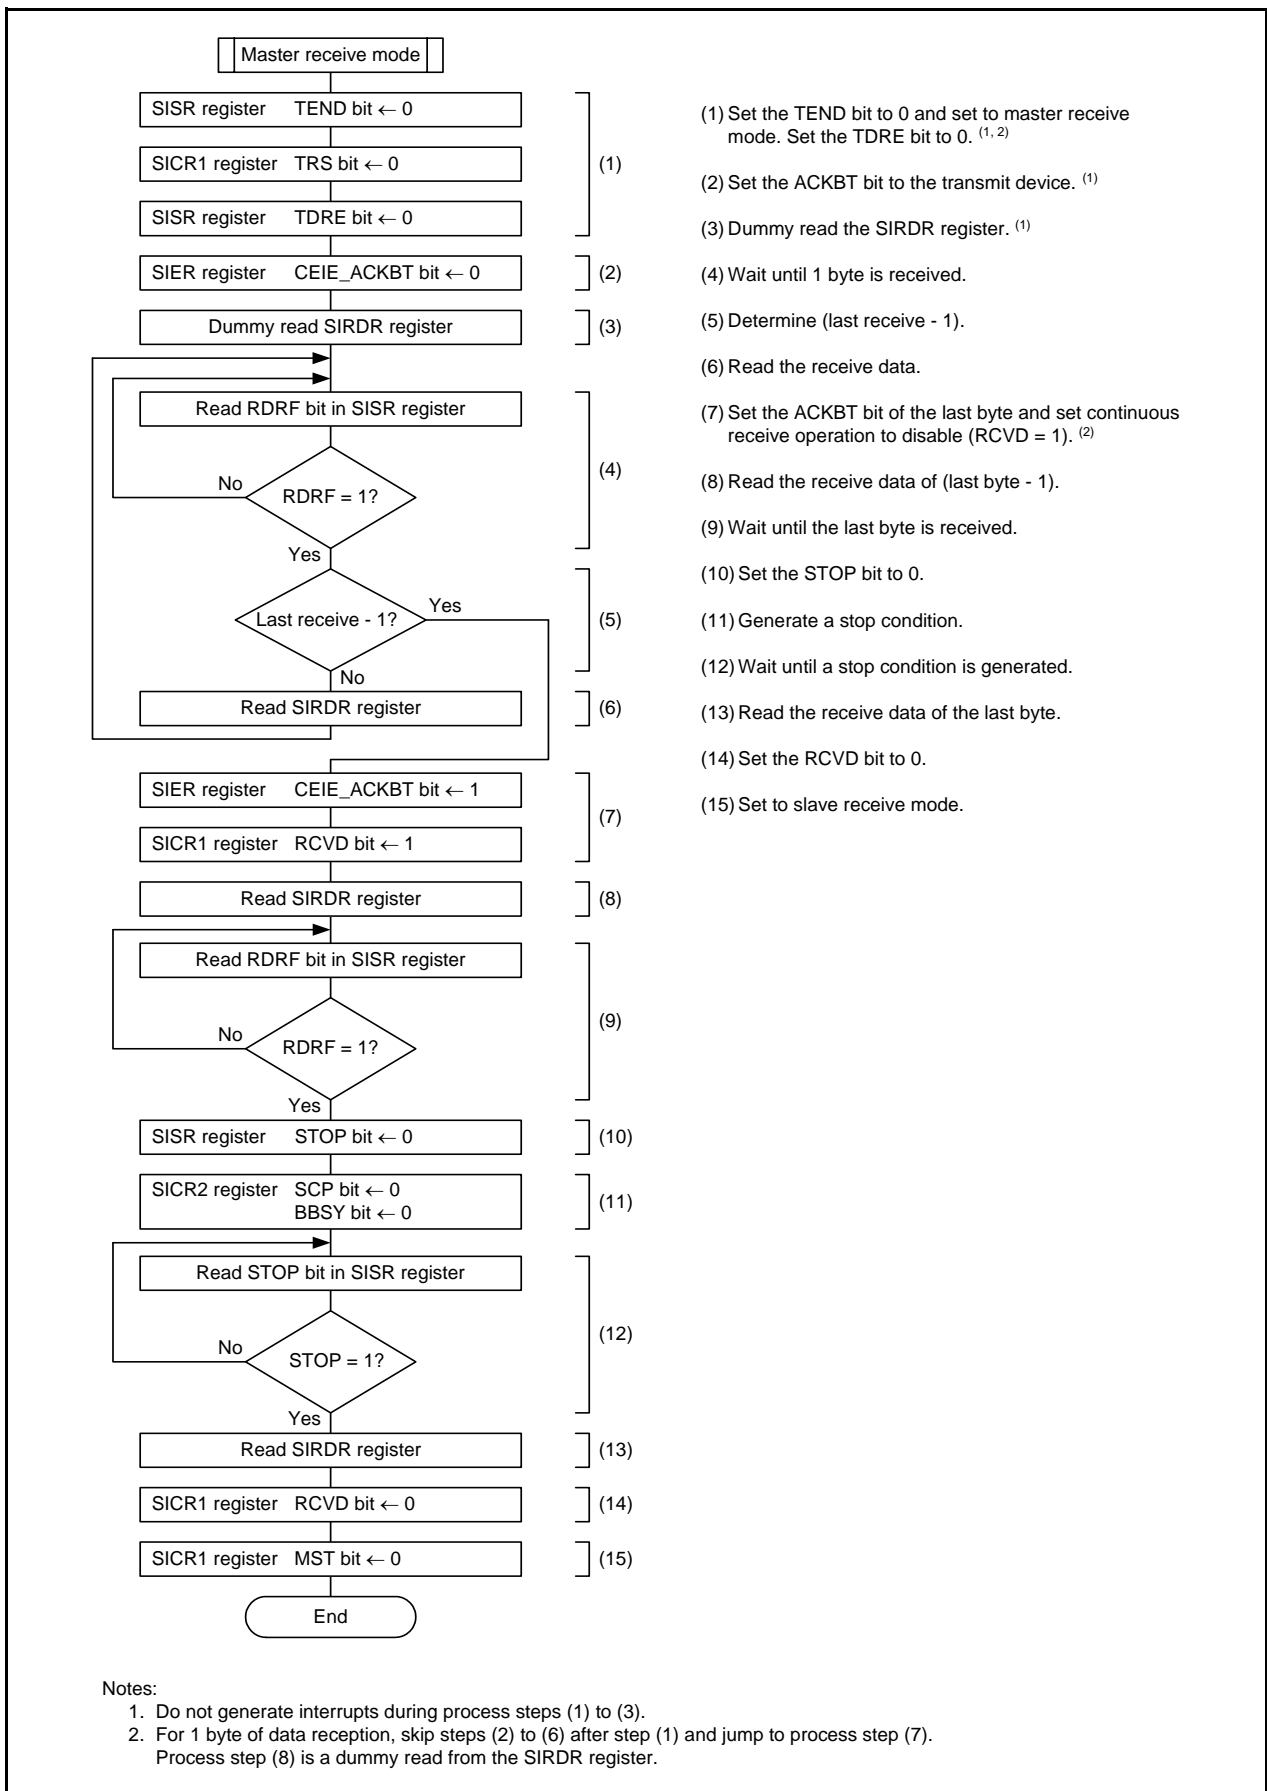 Master receive mode
SISR register TEND bit ← 0
SICR1 register TRS bit ← 0
SISR register TDRE bit ← 0
(1)
SIER register CEIE_ACKBT bit ← 0
(2)
Dummy read SIRDR register
(3)
Read RDRF bit in SISR register
RDRF = 1?
No
Yes
(4)
Last receive - 1?
Yes
No
(5)
Read SIRDR register
(6)
SIER register CEIE_ACKBT bit ← 1
SICR1 register RCVD bit ← 1
(7)
Read SIRDR register
(8)
Read RDRF bit in SISR register
RDRF = 1?
No
Yes
(9)
SISR register STOP bit ← 0
(10)
SICR2 register SCP bit ← 0
BBSY bit ← 0
(11)
Read STOP bit in SISR register
STOP = 1?
No
Yes
(12)
Read SIRDR register
(13)
SICR1 register RCVD bit ← 0
(14)
SICR1 register MST bit ← 0
(15)
End
(1) Set the TEND bit to 0 and set to master receive
mode. Set the TDRE bit to 0. (1, 2)
(2) Set the ACKBT bit to the transmit device. (1)
(3) Dummy read the SIRDR register. (1)
(4) Wait until 1 byte is received.
(5) Determine (last receive - 1).
(6) Read the receive data.
(7) Set the ACKBT bit of the last byte and set continuous
receive operation to disable (RCVD = 1). (2)
(8) Read the receive data of (last byte - 1).
(9) Wait until the last byte is received.
(10) Set the STOP bit to 0.
(11) Generate a stop condition.
(12) Wait until a stop condition is generated.
(13) Read the receive data of the last byte.
(14) Set the RCVD bit to 0.
(15) Set to slave receive mode.
Notes:
1. Do not generate interrupts during process steps (1) to (3).
2. For 1 byte of data reception, skip steps (2) to (6) after step (1) and jump to process step (7).
Process step (8) is a dummy read from the SIRDR register.